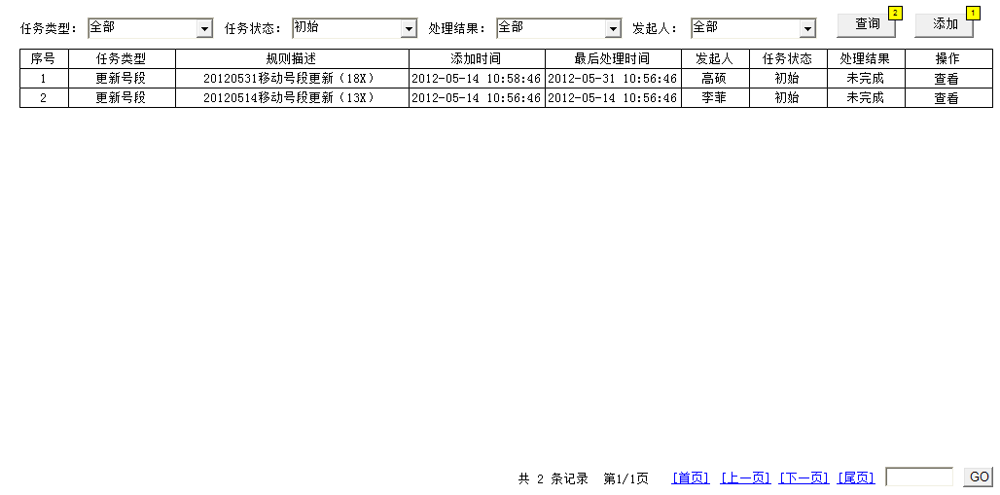 任务类型: 全部 任务状态: 初始 处理结果: 全部 发起人: 全部 查询 2 添加 1
序号 任务类型 规则描述 添加时间 最后处理时间 发起人 任务状态 处理结果 操作
1 更新号段 20120531移动号段更新（18X） 2012-05-14 10:58:46 2012-05-31 10:56:46 高硕 初始 未完成 查看
2 更新号段 20120514移动号段更新（13X） 2012-05-14 10:56:46 2012-05-14 10:56:46 李菲 初始 未完成 查看
共 2 条记录 第1/1页 [首页] [上一页] [下一页] [尾页] GO